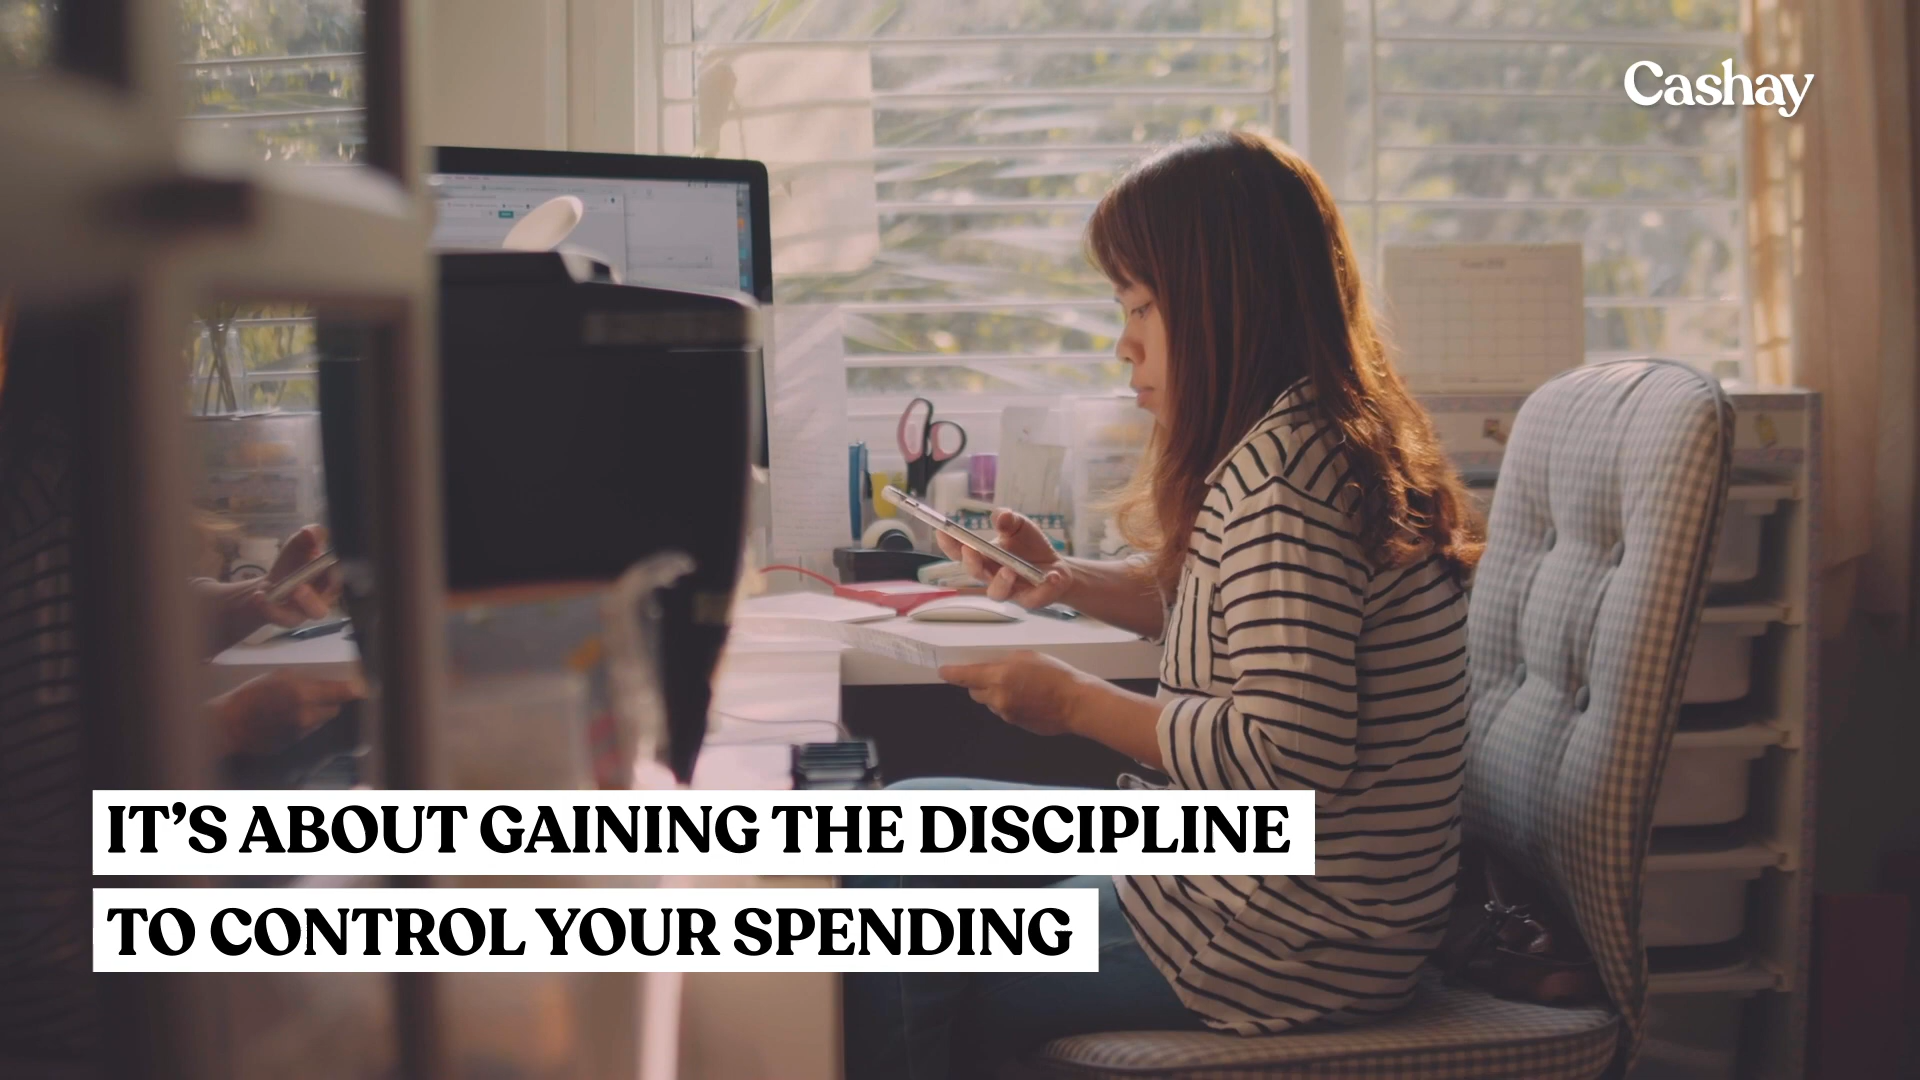 Cashay
IT’S ABOUT GAINING THE DISCIPLINE
TO CONTROL YOUR SPENDING